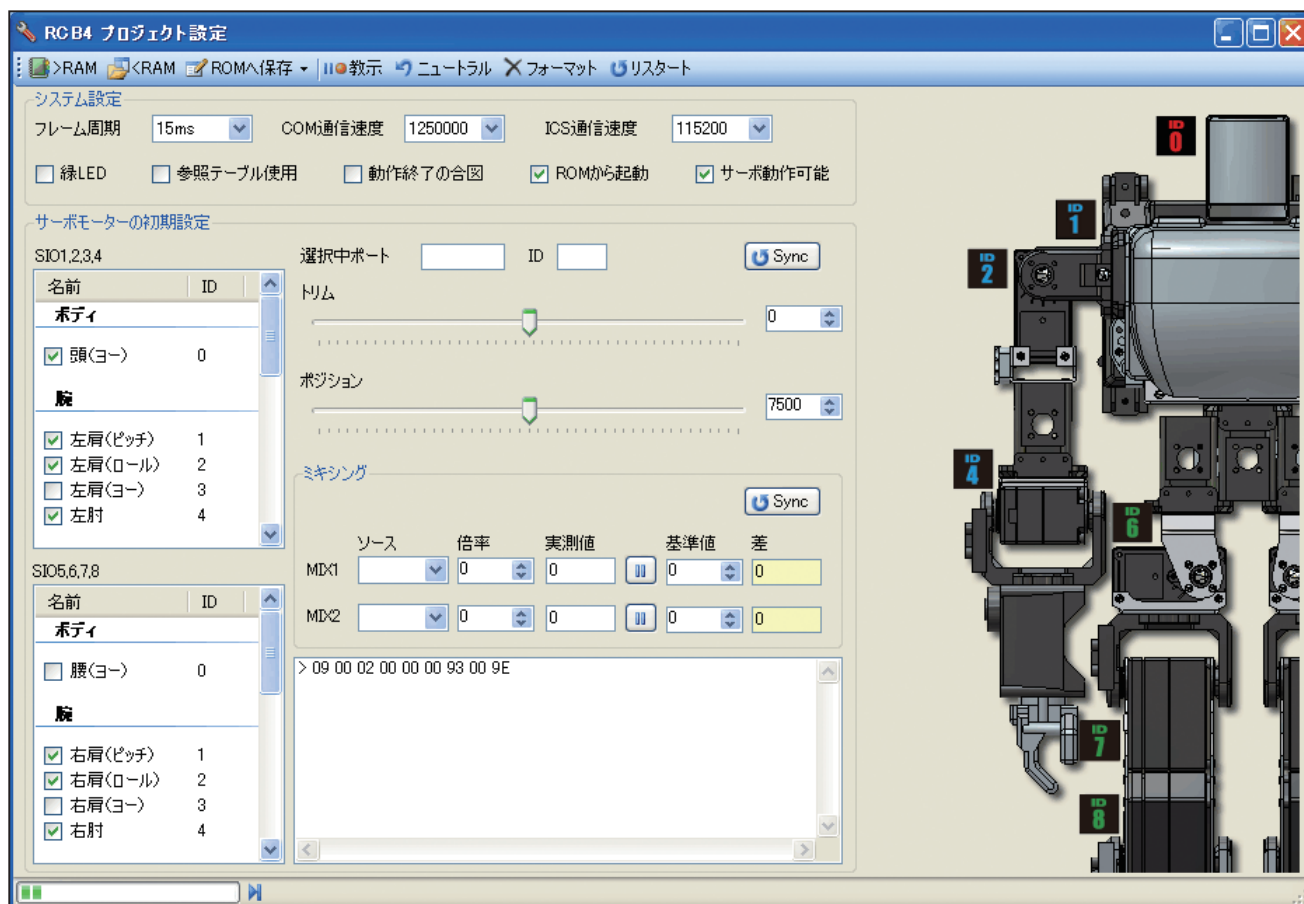 RCB4 プロジェクト設定
>RAM <RAM ROMへ保存 教示 ニュートラル フォーマット リスタート
システム設定
フレーム周期 15ms COM通信速度 1250000 ICS通信速度 115200
緑LED 参照テーブル使用 動作終了の合図 ROMから起動 サーボ動作可能
サーボモーターの初期設定
SIO1,2,3,4
名前 ID
ボディ
頭(ヨー) 0
腕
左肩(ピッチ) 1
左肩(ロール) 2
左肩(ヨー) 3
左肘 4
SIO5,6,7,8
名前 ID
ボディ
腰(ヨー) 0
腕
右肩(ピッチ) 1
右肩(ロール) 2
右肩(ヨー) 3
右肘 4
選択中ポート ID Sync
トリム
0
ポジション
7500
ミキシング
Sync
ソース 倍率 実測値 基準値 差
MIX1 0 0 0 0
MIX2 0 0 0 0
> 09 00 02 00 00 00 93 00 9E
ID
0
ID
1
ID
2
ID
4
ID
6
ID
7
ID
8